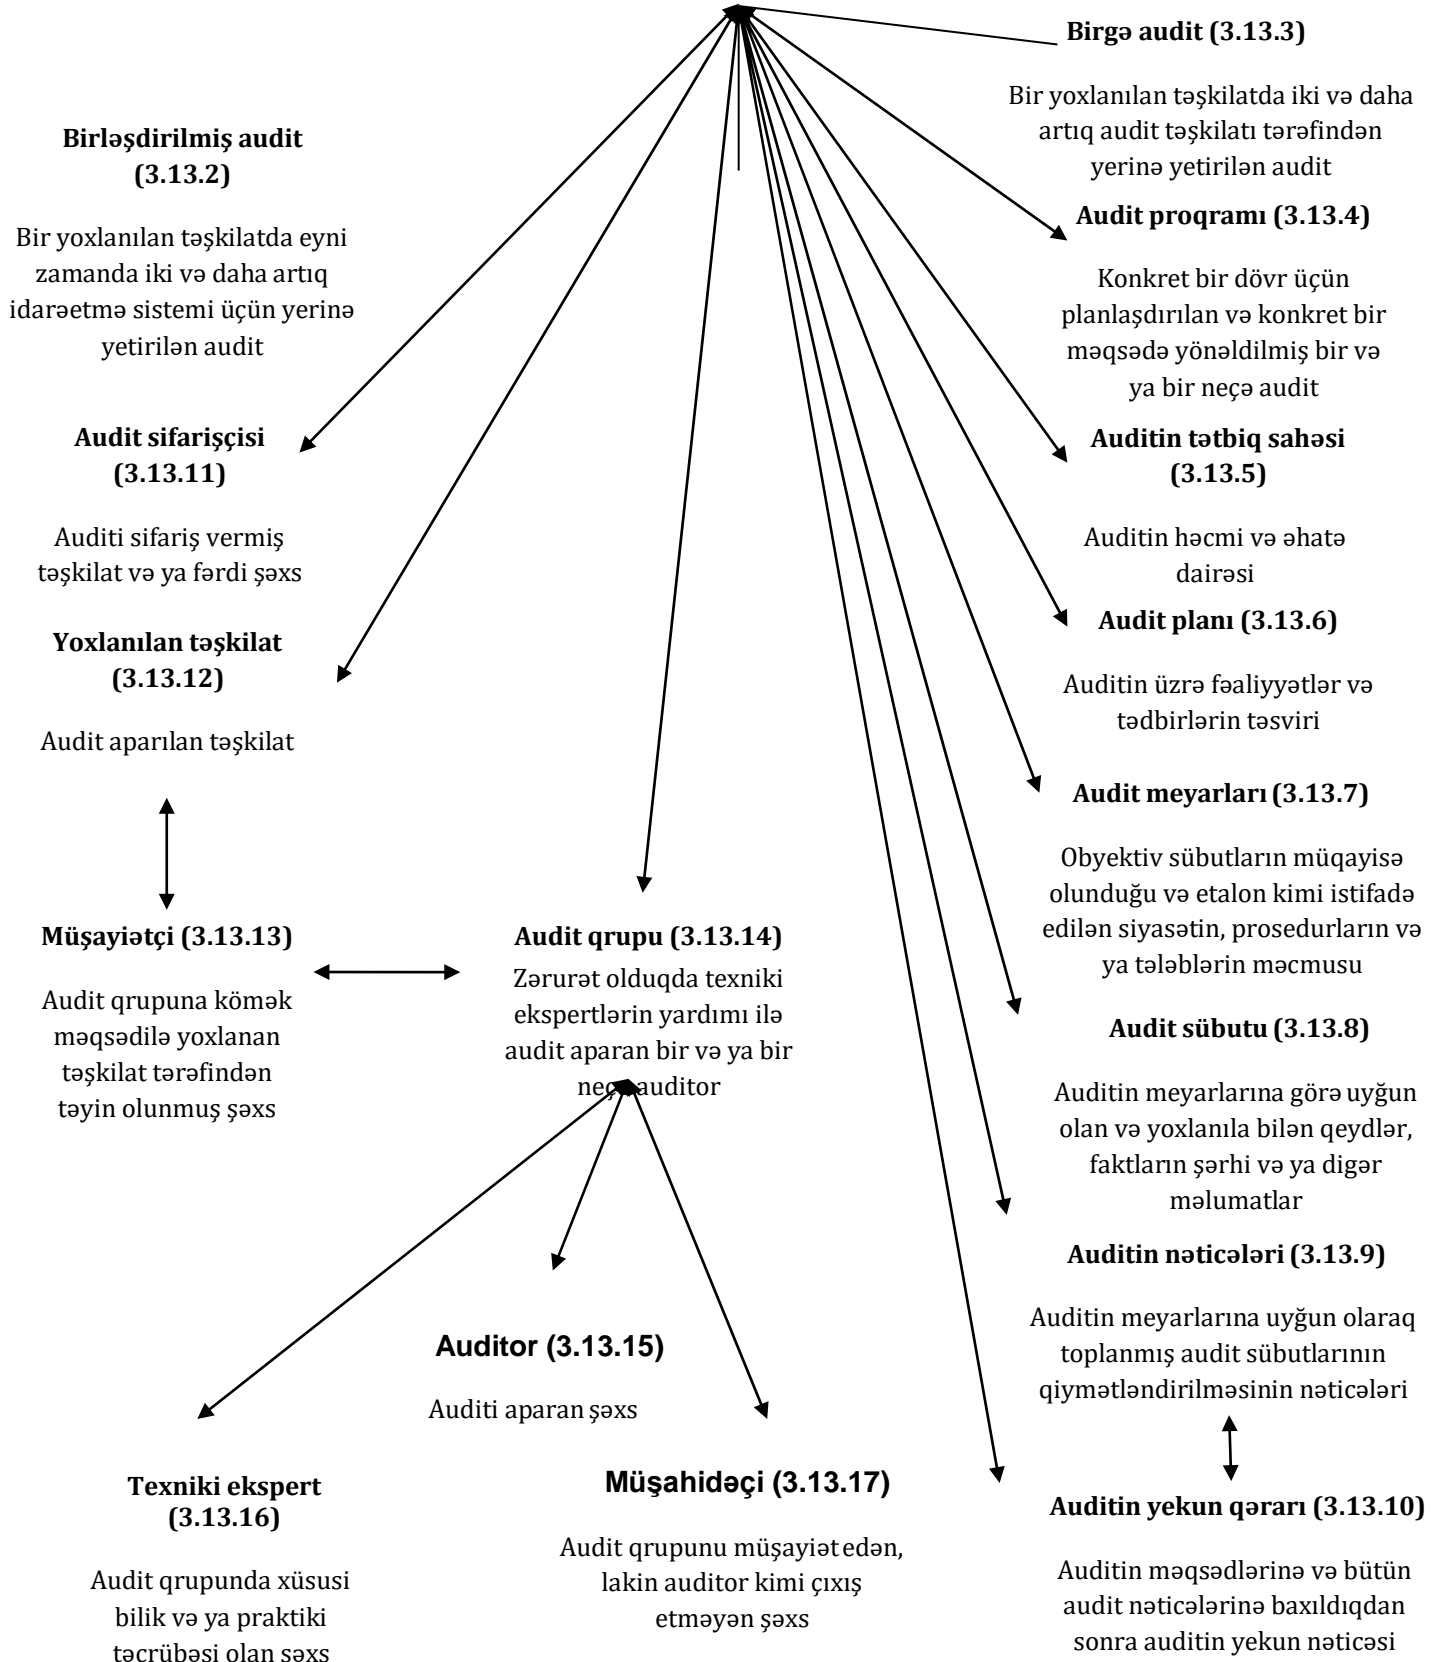 Birgə audit (3.13.3)
Bir yoxlanılan təşkilatda iki və daha
artıq audit təşkilatı tərəfindən
yerinə yetirilən audit
Birləşdirilmiş audit
(3.13.2)
Bir yoxlanılan təşkilatda eyni
zamanda iki və daha artıq
idarəetmə sistemi üçün yerinə
yetirilən audit
Audit proqramı (3.13.4)
Konkret bir dövr üçün
planlaşdırılan və konkret bir
məqsədə yönəldilmiş bir və
ya bir neçə audit
Audit sifarişçisi
(3.13.11)
Auditi sifariş vermiş
təşkilat və ya fərdi şəxs
Auditin tətbiq sahəsi
(3.13.5)
Auditin həcmi və əhatə
dairəsi
Yoxlanılan təşkilat
(3.13.12)
Audit aparılan təşkilat
Audit planı (3.13.6)
Auditin üzrə fəaliyyətlər və
tədbirlərin təsviri
Audit meyarları (3.13.7)
Obyektiv sübutların müqayisə
olunduğu və etalon kimi istifadə
edilən siyasətin, prosedurların və
ya tələblərin məcmusu
Müşayiətçi (3.13.13)
Audit qrupuna kömək
məqsədilə yoxlanan
təşkilat tərəfindən
təyin olunmuş şəxs
Audit qrupu (3.13.14)
Zərurət olduqda texniki
ekspertlərin yardımı ilə
audit aparan bir və ya bir
neçə auditor
Audit sübutu (3.13.8)
Auditin meyarlarına görə uyğun
olan və yoxlanıla bilən qeydlər,
faktların şərhi və ya digər
məlumatlar
Auditin nəticələri (3.13.9)
Auditin meyarlarına uyğun olaraq
toplanmış audit sübutlarının
qiymətləndirilməsinin nəticələri
Auditor (3.13.15)
Auditi aparan şəxs
Texniki ekspert
(3.13.16)
Audit qrupunda xüsusi
bilik və ya praktiki
təcrübəsi olan şəxs
Müşahidəçi (3.13.17)
Audit qrupunu müşayiət edən,
lakin auditor kimi çıxış
etməyən şəxs
Auditin yekun qərarı (3.13.10)
Auditin məqsədlərinə və bütün
audit nəticələrinə baxıldıqdan
sonra auditin yekun nəticəsi